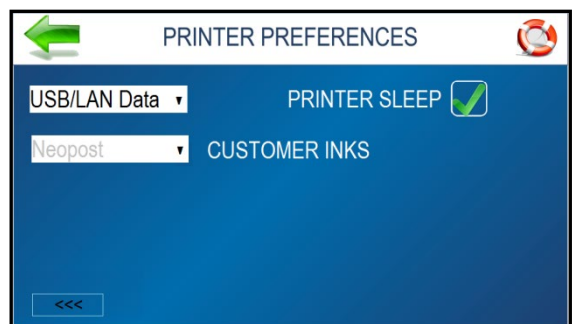 PRINTER PREFERENCES
USB/LAN Data PRINTER SLEEP
Neopost CUSTOMER INKS
<<<